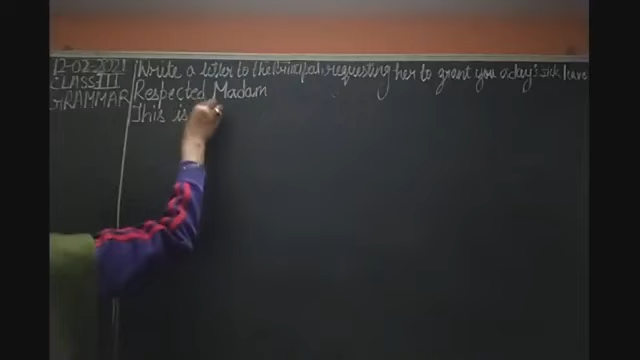 12-02-2021
CLASS III
GRAMMAR
Write a letter to the Principal requesting her to grant you a day's sick leave
Respected Madam
This is